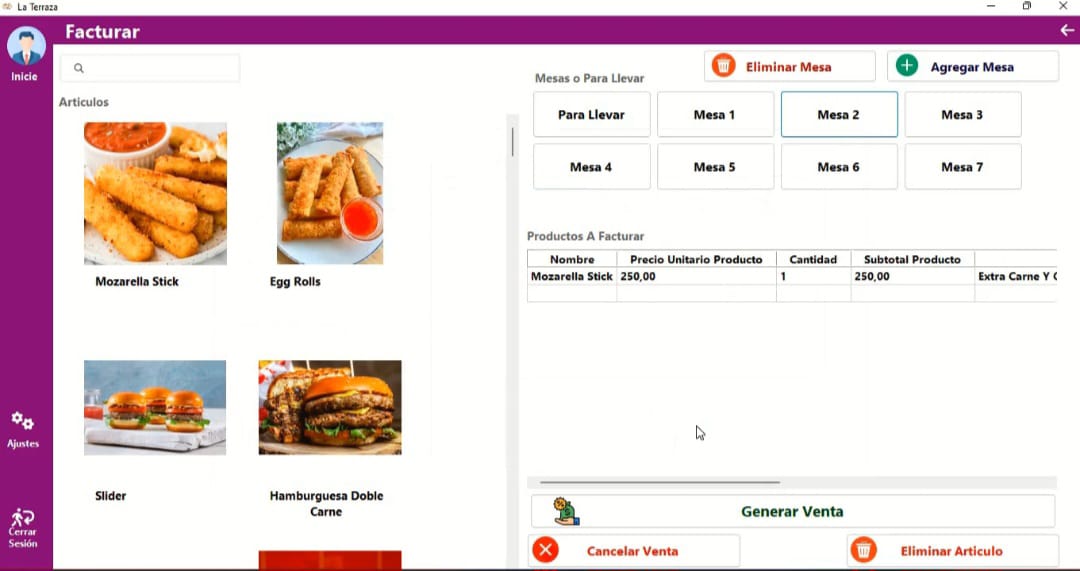 La Terraza
Facturar
Inicie
Articulos
Mozarella Stick
Egg Rolls
Slider
Hamburguesa Doble
Carne
Ajustes
Cerrar
Sesión
Eliminar Mesa
Agregar Mesa
Mesas o Para Llevar
Para Llevar
Mesa 1
Mesa 2
Mesa 3
Mesa 4
Mesa 5
Mesa 6
Mesa 7
Productos A Facturar
Nombre Precio Unitario Producto Cantidad Subtotal Producto
Mozarella Stick 250,00 1 250,00 Extra Carne Y
Generar Venta
Cancelar Venta
Eliminar Articulo